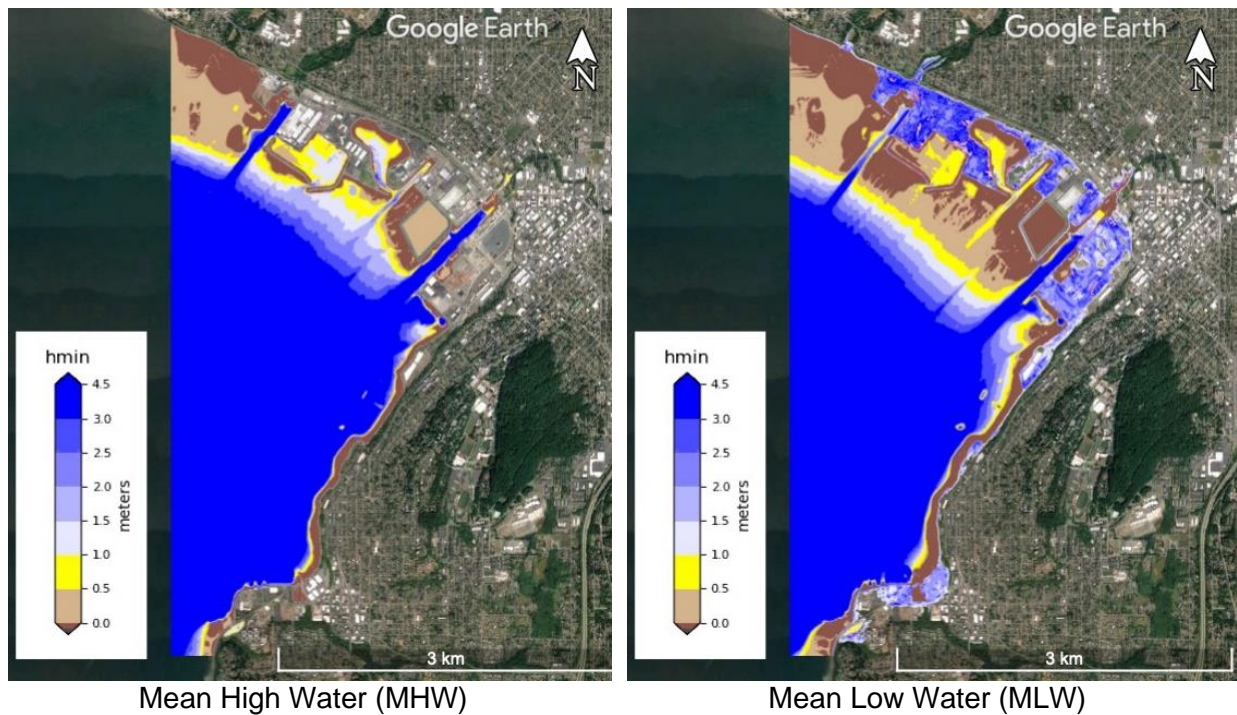 Google Earth
N
hmin
4.5
3.0
2.5
2.0
1.5
1.0
0.5
0.0
meters
3 km
Mean High Water (MHW)
Google Earth
N
hmin
4.5
3.0
2.5
2.0
1.5
1.0
0.5
0.0
meters
3 km
Mean Low Water (MLW)